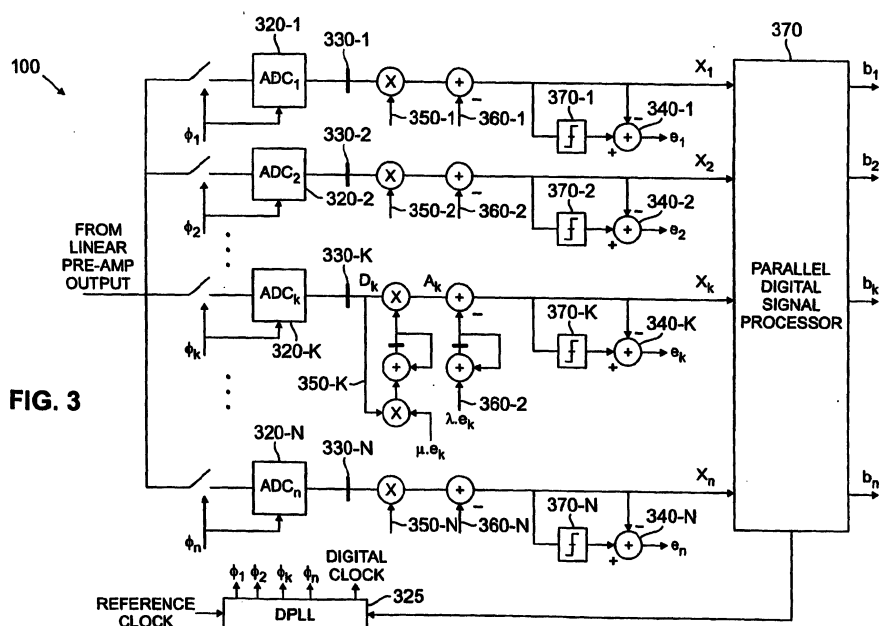 100
320-1
ADC1
330-1
X
+
−
350-1
360-1
X1
370-1
340-1
−
+
+
e1
ϕ1
370
b1
ADC2
320-2
330-2
X
+
−
350-2
360-2
X2
370-2
340-2
−
+
+
e2
ϕ2
b2
FROM
LINEAR
PRE-AMP
OUTPUT
ADCk
320-K
330-K
Dk
X
Ak
+
−
+
+
X
350-K
μ.ek
360-2
λ.ek
Xk
370-K
340-K
−
+
+
ek
ϕk
PARALLEL
DIGITAL
SIGNAL
PROCESSOR
bk
FIG. 3
320-N
ADCn
330-N
X
+
−
350-N
360-N
Xn
370-N
340-N
−
+
+
en
ϕn
bn
ϕ1 ϕ2 ϕk ϕn
DIGITAL
CLOCK
325
REFERENCE
CLOCK
DPLL